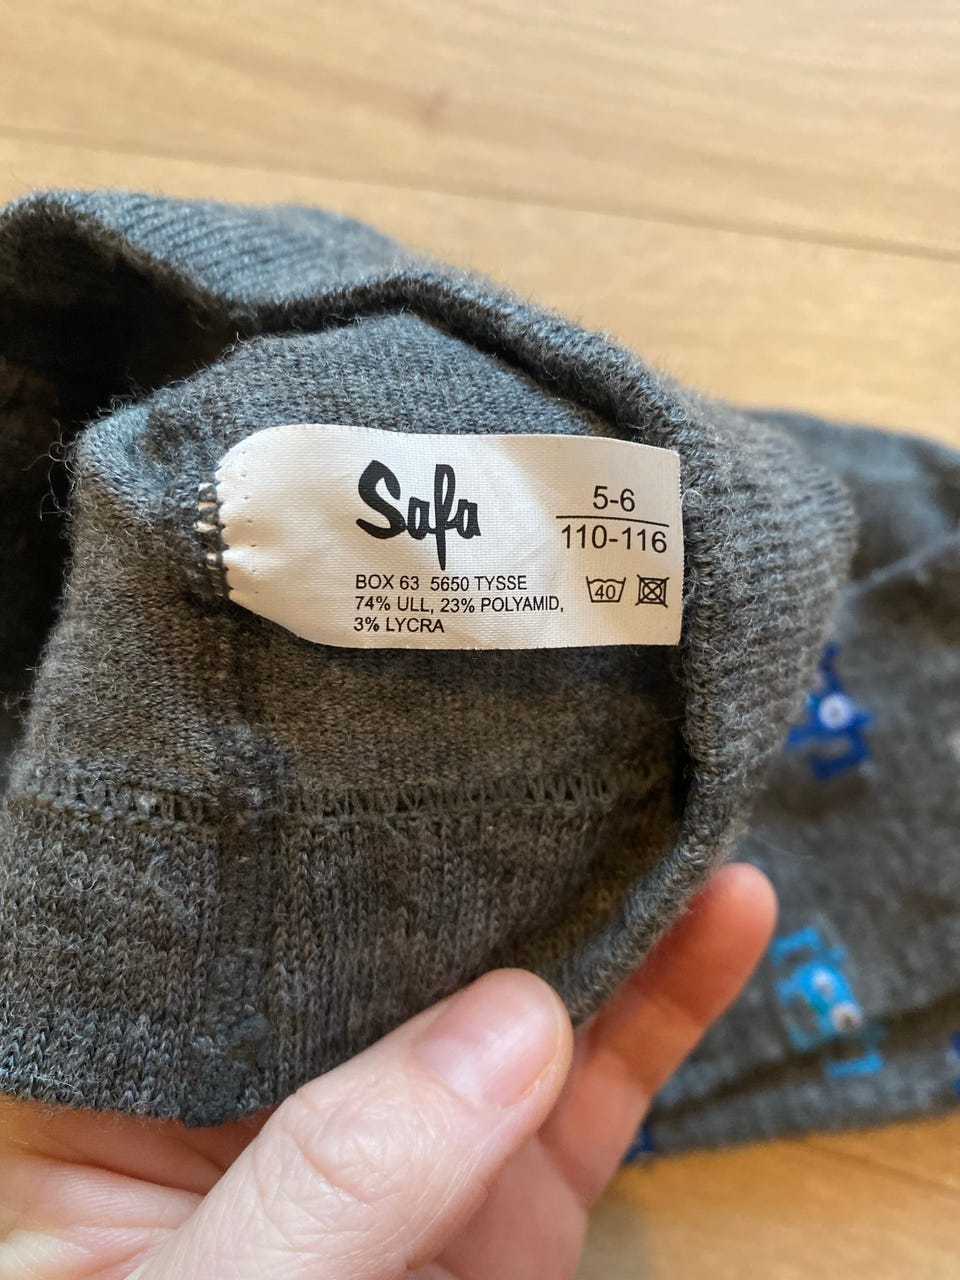 Safa
5-6
110-116
BOX 63 5650 TYSSE
74% ULL, 23% POLYAMID,
3% LYCRA
40